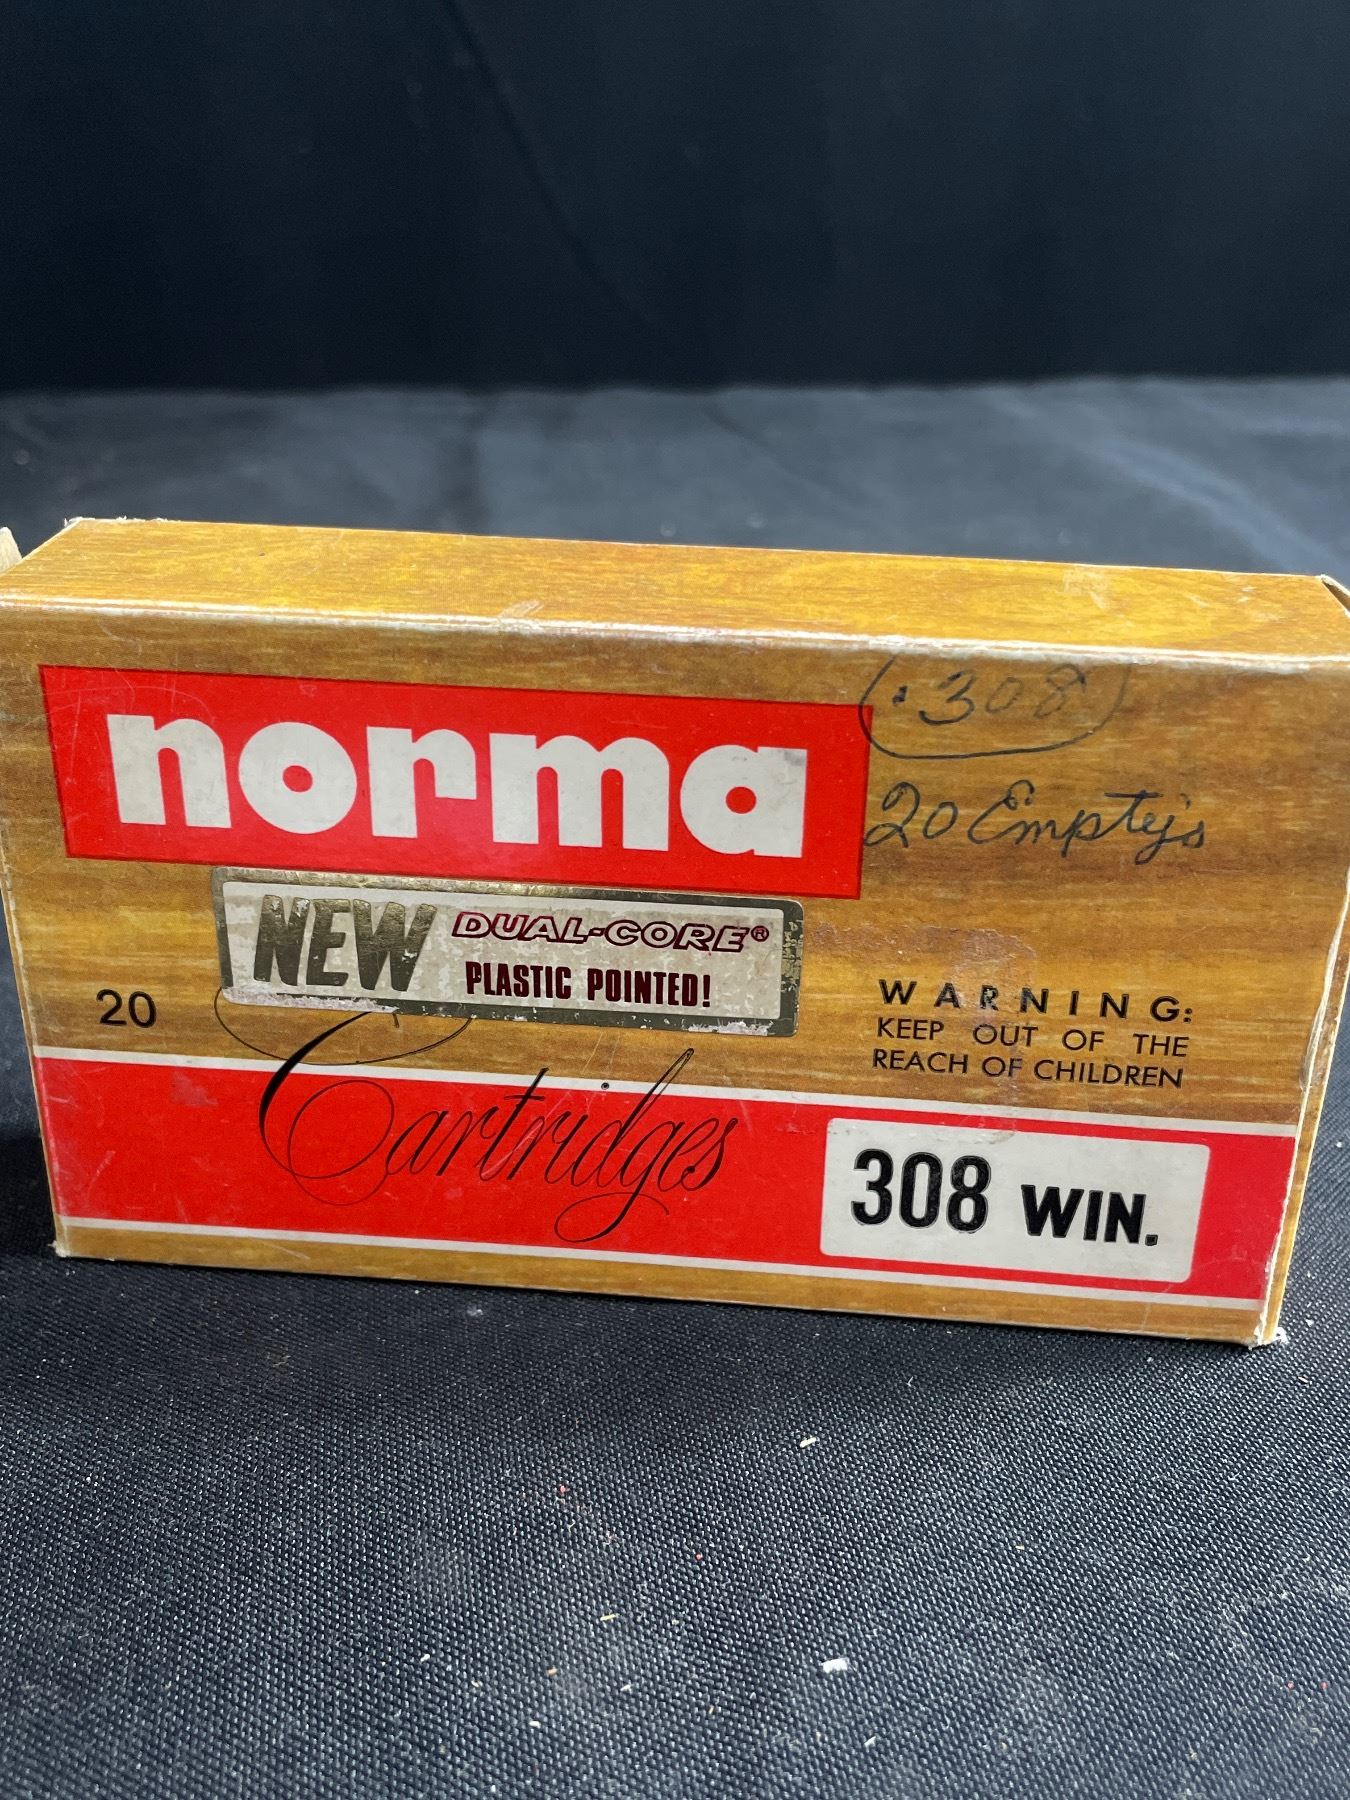 norma
.308
20 Empty's
NEW DUAL-CORE®
PLASTIC POINTED!
20
Cartridges
WARNING:
KEEP OUT OF THE
REACH OF CHILDREN
308 WIN.